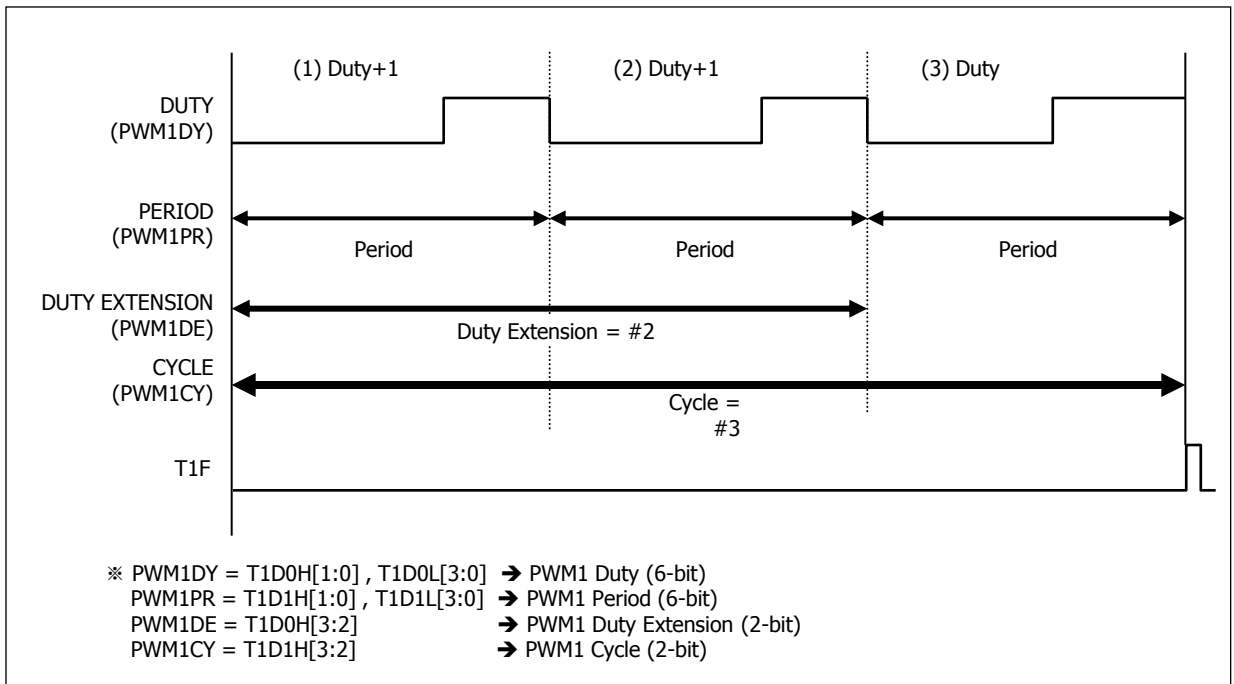 (1) Duty+1 (2) Duty+1 (3) Duty
DUTY
(PWM1DY)
PERIOD
(PWM1PR)
Period Period Period
DUTY EXTENSION
(PWM1DE)
Duty Extension = #2
CYCLE
(PWM1CY)
Cycle =
#3
T1F
※ PWM1DY = T1D0H[1:0] , T1D0L[3:0] ➔ PWM1 Duty (6-bit)
PWM1PR = T1D1H[1:0] , T1D1L[3:0] ➔ PWM1 Period (6-bit)
PWM1DE = T1D0H[3:2] ➔ PWM1 Duty Extension (2-bit)
PWM1CY = T1D1H[3:2] ➔ PWM1 Cycle (2-bit)